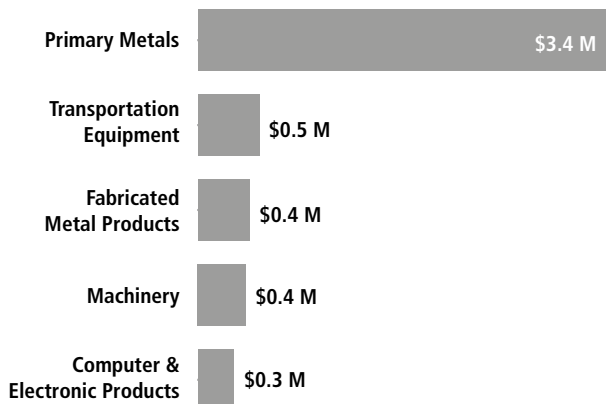 Primary Metals
$3.4 M
Transportation
Equipment
$0.5 M
Fabricated
Metal Products
$0.4 M
Machinery
$0.4 M
Computer &
Electronic Products
$0.3 M